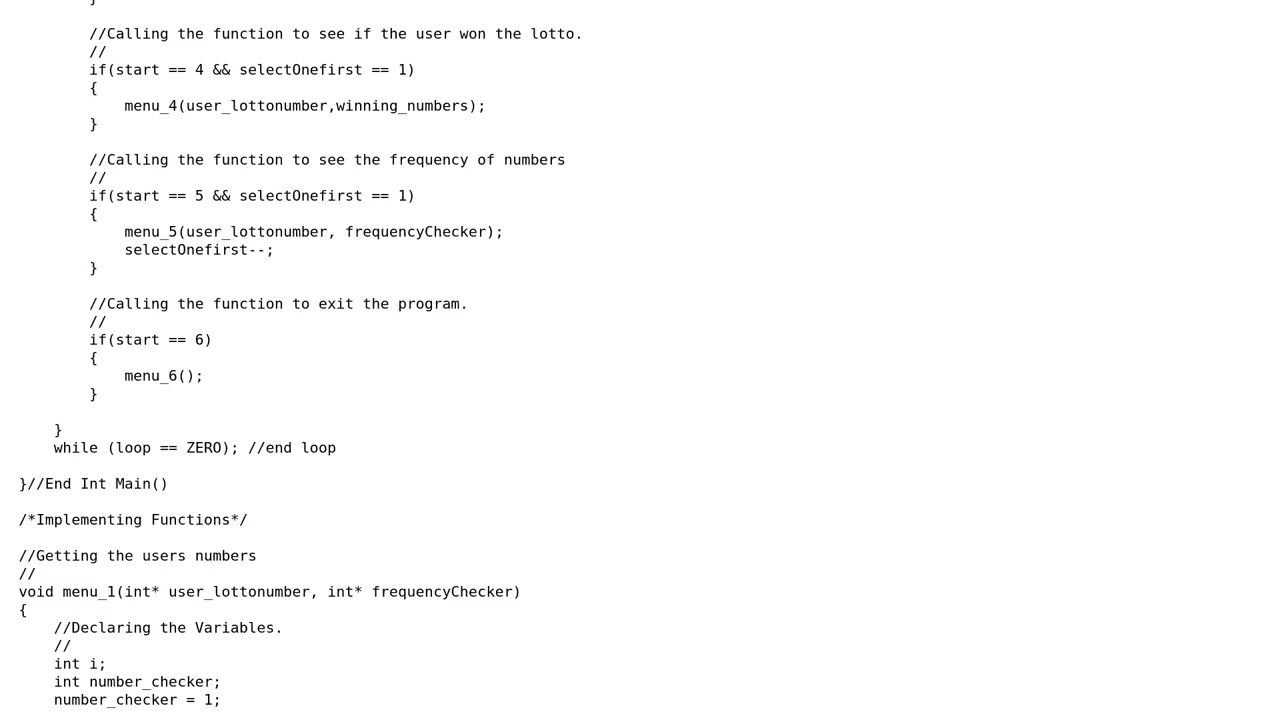 }
//Calling the function to see if the user won the lotto.
//
if(start == 4 && selectOnefirst == 1)
{
menu_4(user_lottonumber,winning_numbers);
}
//Calling the function to see the frequency of numbers
//
if(start == 5 && selectOnefirst == 1)
{
menu_5(user_lottonumber, frequencyChecker);
selectOnefirst--;
}
//Calling the function to exit the program.
//
if(start == 6)
{
menu_6();
}
}
while (loop == ZERO); //end loop
}//End Int Main()
/*Implementing Functions*/
//Getting the users numbers
//
void menu_1(int* user_lottonumber, int* frequencyChecker)
{
//Declaring the Variables.
//
int i;
int number_checker;
number_checker = 1;